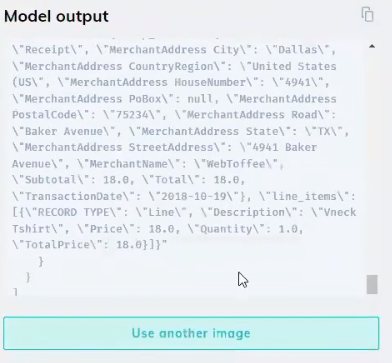 Model output
\"Receipt\", \"MerchantAddress City\": \"Dallas\",
\"MerchantAddress CountryRegion\": \"United States
(US\", \"MerchantAddress HouseNumber\": \"4941\",
\"MerchantAddress PoBox\": null, \"MerchantAddress
PostalCode\": \"75234\", \"MerchantAddress Road\":
\"Baker Avenue\", \"MerchantAddress State\": \"TX\",
\"MerchantAddress StreetAddress\": \"4941 Baker
Avenue\", \"MerchantName\": \"WebToffee\",
\"Subtotal\": 18.0, \"Total\": 18.0,
\"TransactionDate\": \"2018-10-19\"}, \"line_items\":
[{\"RECORD TYPE\": \"Line\", \"Description\": \"Vneck
Tshirt\", \"Price\": 18.0, \"Quantity\": 1.0,
\"TotalPrice\": 18.0}]}"
}
}
]
Use another image